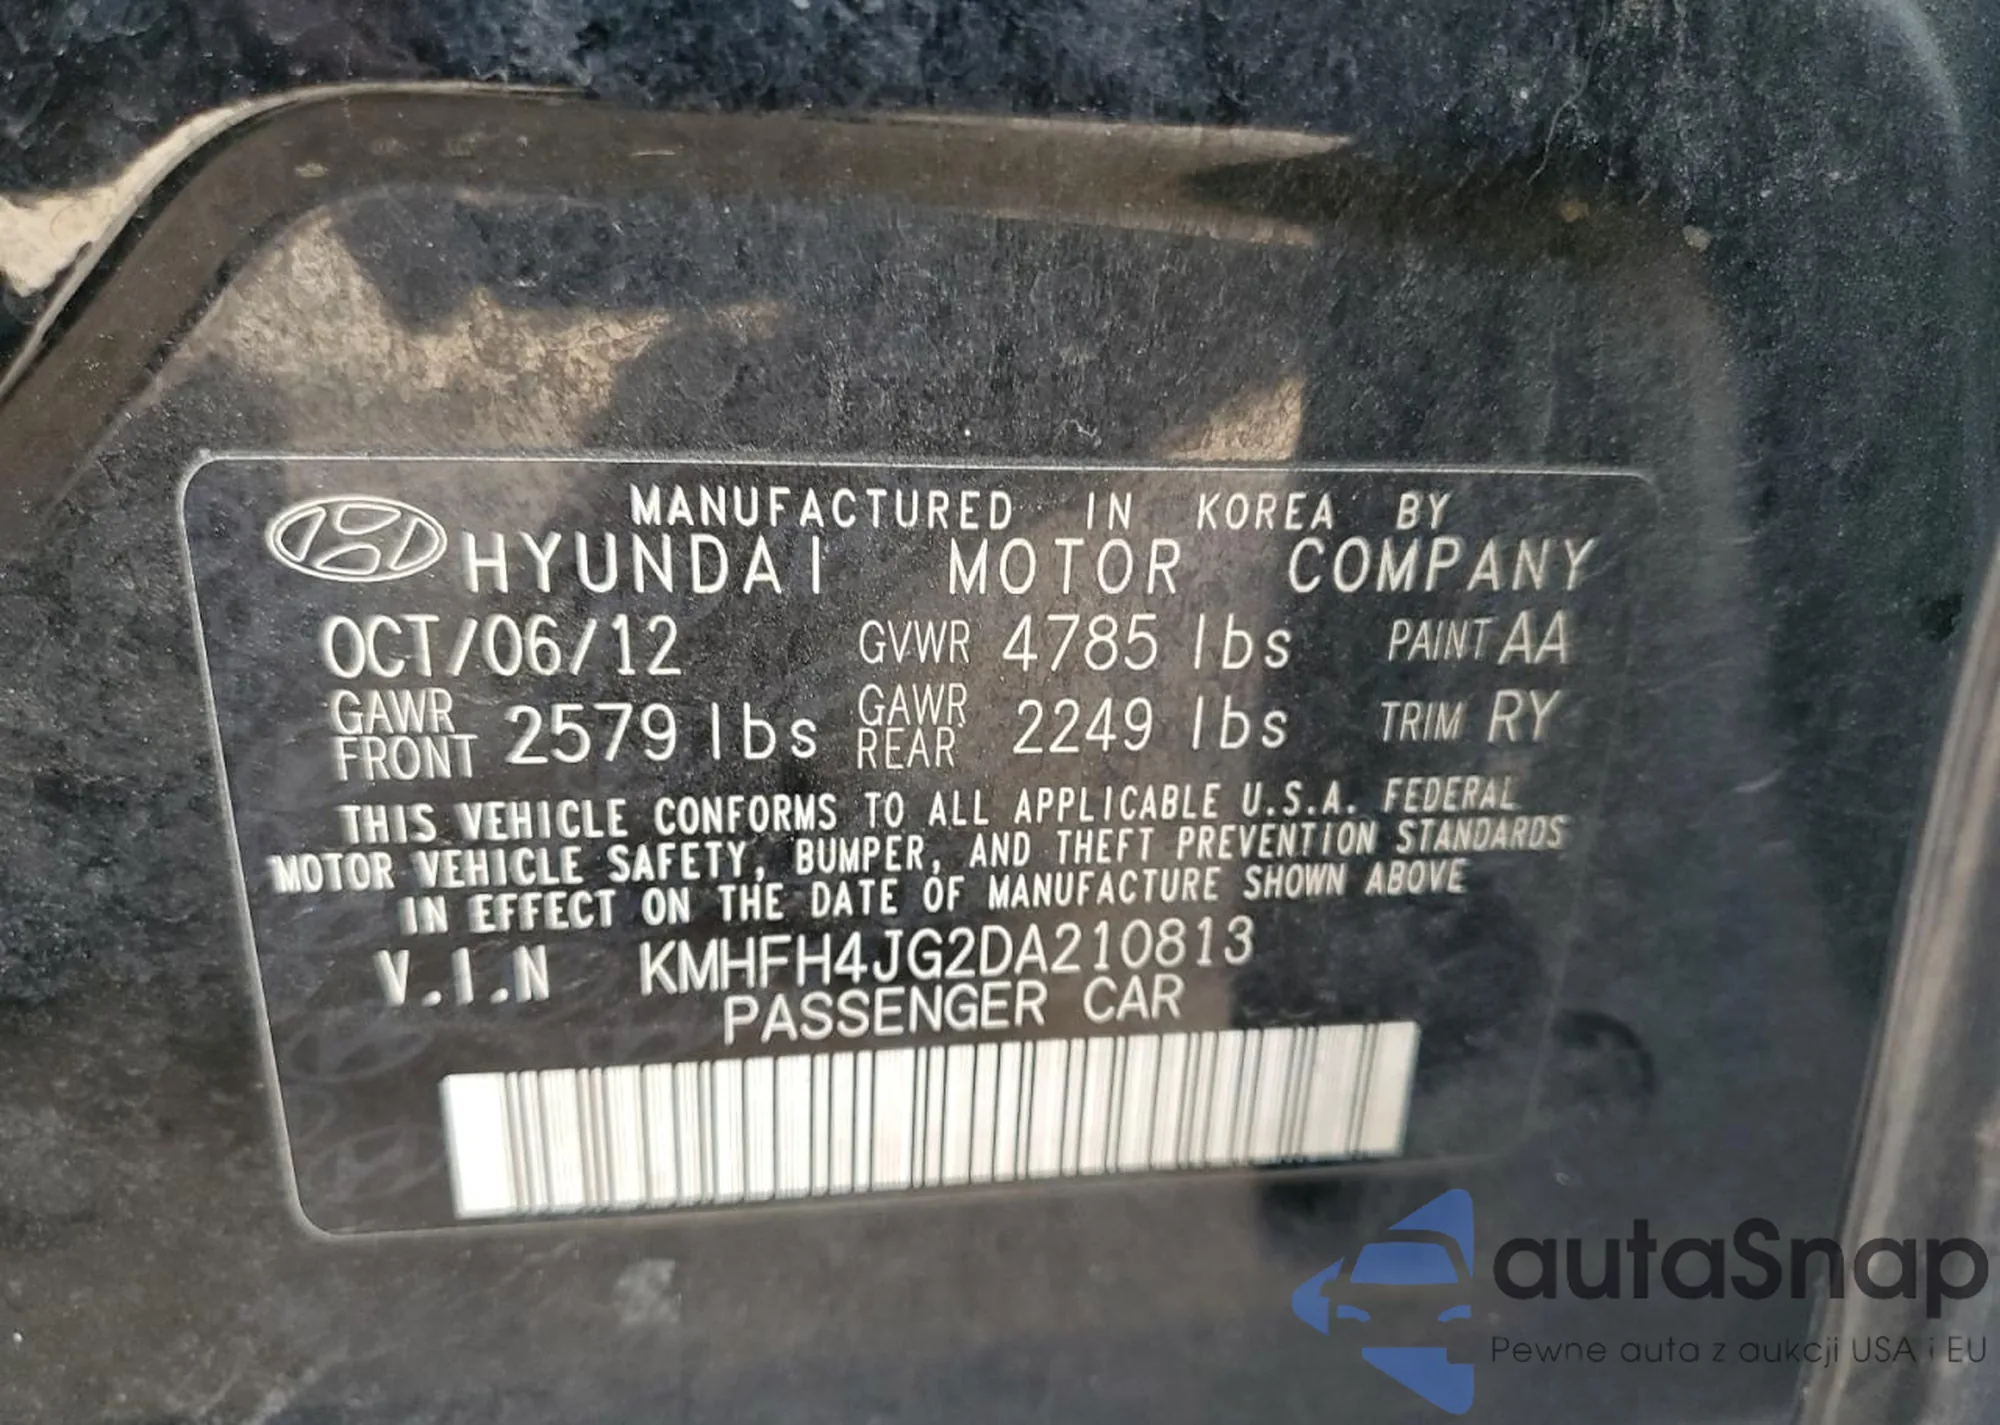 MANUFACTURED IN KOREA BY
HYUNDAI MOTOR COMPANY
OCT/06/12 GVWR 4785 lbs PAINT AA
GAWR FRONT 2579 lbs GAWR REAR 2249 lbs TRIM RY
THIS VEHICLE CONFORMS TO ALL APPLICABLE U.S.A. FEDERAL
MOTOR VEHICLE SAFETY, BUMPER, AND THEFT PREVENTION STANDARDS
IN EFFECT ON THE DATE OF MANUFACTURE SHOWN ABOVE
V.I.N KMHFH4JG2DA210813
PASSENGER CAR
autaSnap
Pewne auta z aukcji USA i EU